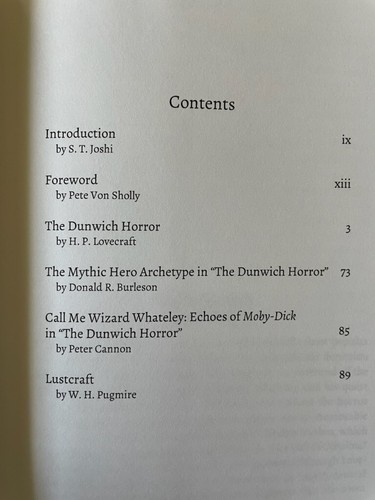 Contents
Introduction ix
by S. T. Joshi
Foreword xiii
by Pete Von Sholly
The Dunwich Horror 3
by H. P. Lovecraft
The Mythic Hero Archetype in “The Dunwich Horror” 73
by Donald R. Burleson
Call Me Wizard Whateley: Echoes of Moby-Dick
in “The Dunwich Horror” 85
by Peter Cannon
Lustcraft 89
by W. H. Pugmire